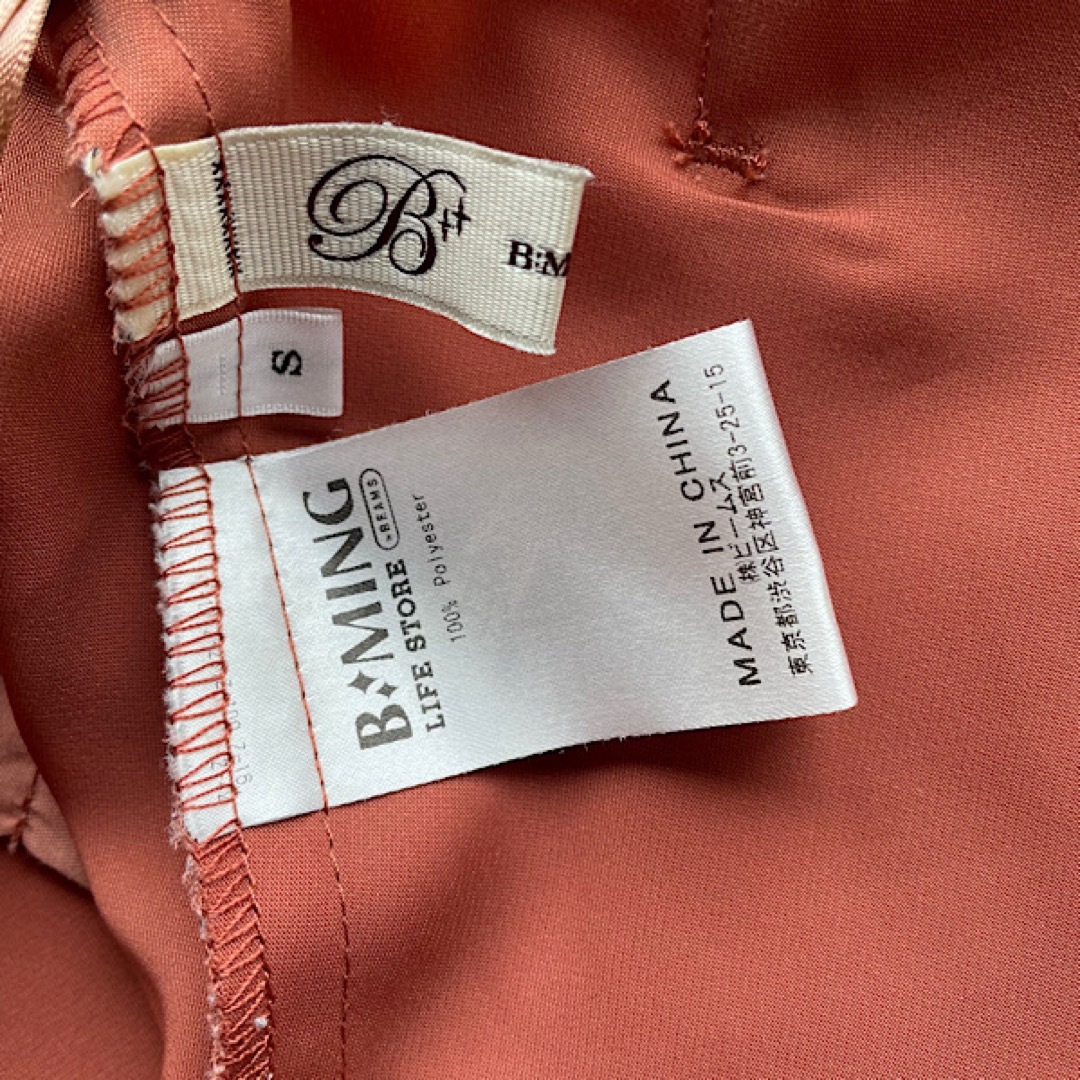 B++
B:M
S
B:MING
LIFE STORE
BEAMS
100% Polyester
MADE IN CHINA
株ビームス
東京都渋谷区神宮前3-25-15